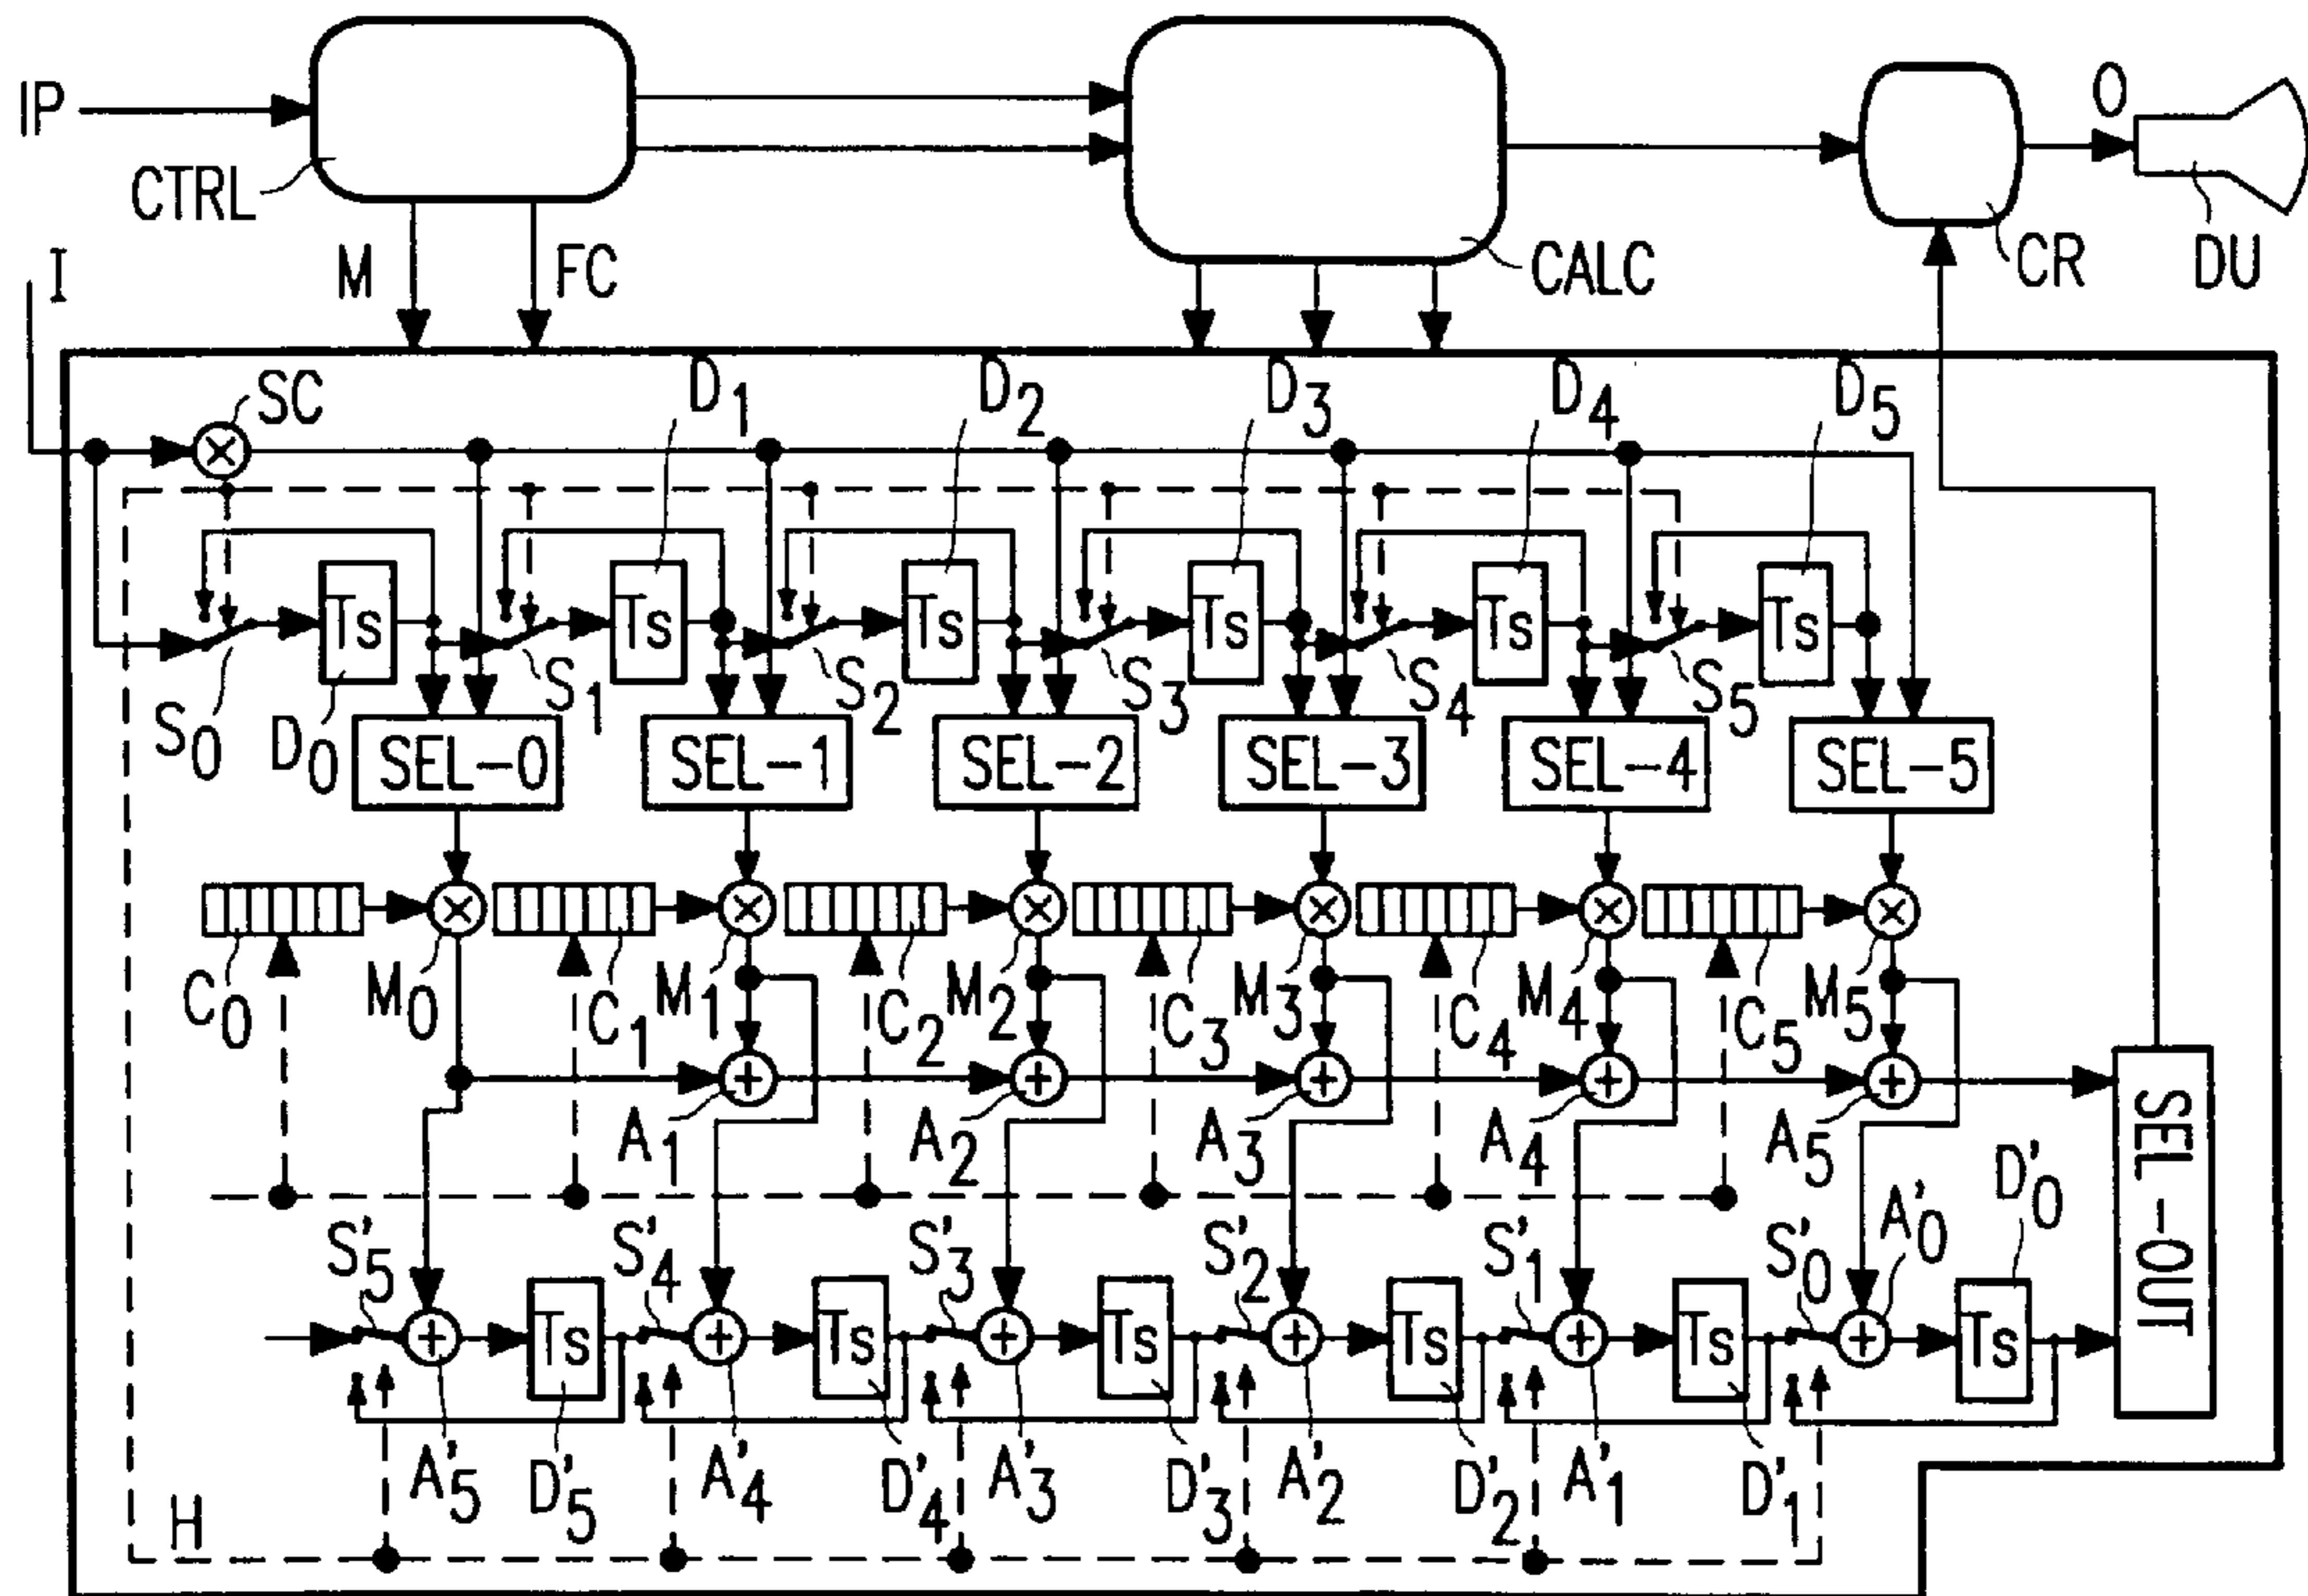 IP
CTRL
M
FC
CALC
O
CR
DU
I
SC
D1
D2
D3
D4
D5
Ts
Ts
Ts
Ts
Ts
Ts
S0
D0
S1
S2
S3
S4
S5
SEL-0
SEL-1
SEL-2
SEL-3
SEL-4
SEL-5
C0
M0
C1
M1
C2
M2
C3
M3
C4
M4
C5
M5
A1
A2
A3
A4
A5
SEL-OUT
S'5
S'4
S'3
S'2
S'1
S'0
A'0
D'0
Ts
Ts
Ts
Ts
Ts
Ts
A'5
D'5
A'4
D'4
A'3
D'3
A'2
D'2
A'1
D'1
H